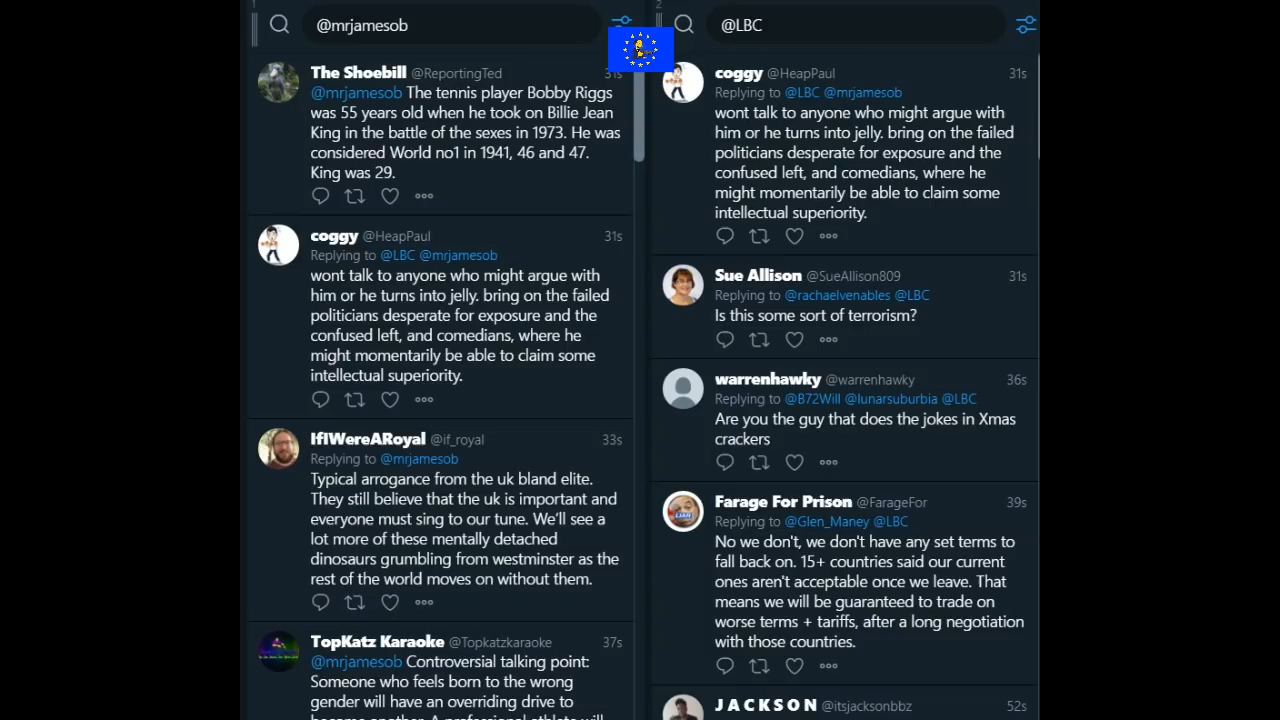 1
@mrjamesob
The Shoebill @ReportingTed 31s
@mrjamesob The tennis player Bobby Riggs
was 55 years old when he took on Billie Jean
King in the battle of the sexes in 1973. He was
considered World no1 in 1941, 46 and 47.
King was 29.
coggy @HeapPaul 31s
Replying to @LBC @mrjamesob
wont talk to anyone who might argue with
him or he turns into jelly. bring on the failed
politicians desperate for exposure and the
confused left, and comedians, where he
might momentarily be able to claim some
intellectual superiority.
IfIWereARoyal @if_royal 33s
Replying to @mrjamesob
Typical arrogance from the uk bland elite.
They still believe that the uk is important and
everyone must sing to our tune. We'll see a
lot more of these mentally detached
dinosaurs grumbling from westminster as the
rest of the world moves on without them.
TopKatz Karaoke @Topkatzkaraoke 37s
@mrjamesob Controversial talking point:
Someone who feels born to the wrong
gender will have an overriding drive to
become another. A professional athlete will
2
@LBC
coggy @HeapPaul 31s
Replying to @LBC @mrjamesob
wont talk to anyone who might argue with
him or he turns into jelly. bring on the failed
politicians desperate for exposure and the
confused left, and comedians, where he
might momentarily be able to claim some
intellectual superiority.
Sue Allison @SueAllison809 31s
Replying to @rachaelvenables @LBC
Is this some sort of terrorism?
warrenhawky @warrenhawky 36s
Replying to @B72Will @lunarsuburbia @LBC
Are you the guy that does the jokes in Xmas
crackers
Farage For Prison @FarageFor 39s
Replying to @Glen_Maney @LBC
No we don't, we don't have any set terms to
fall back on. 15+ countries said our current
ones aren't acceptable once we leave. That
means we will be guaranteed to trade on
worse terms + tariffs, after a long negotiation
with those countries.
J A C K S O N @itsjacksonbbz 52s